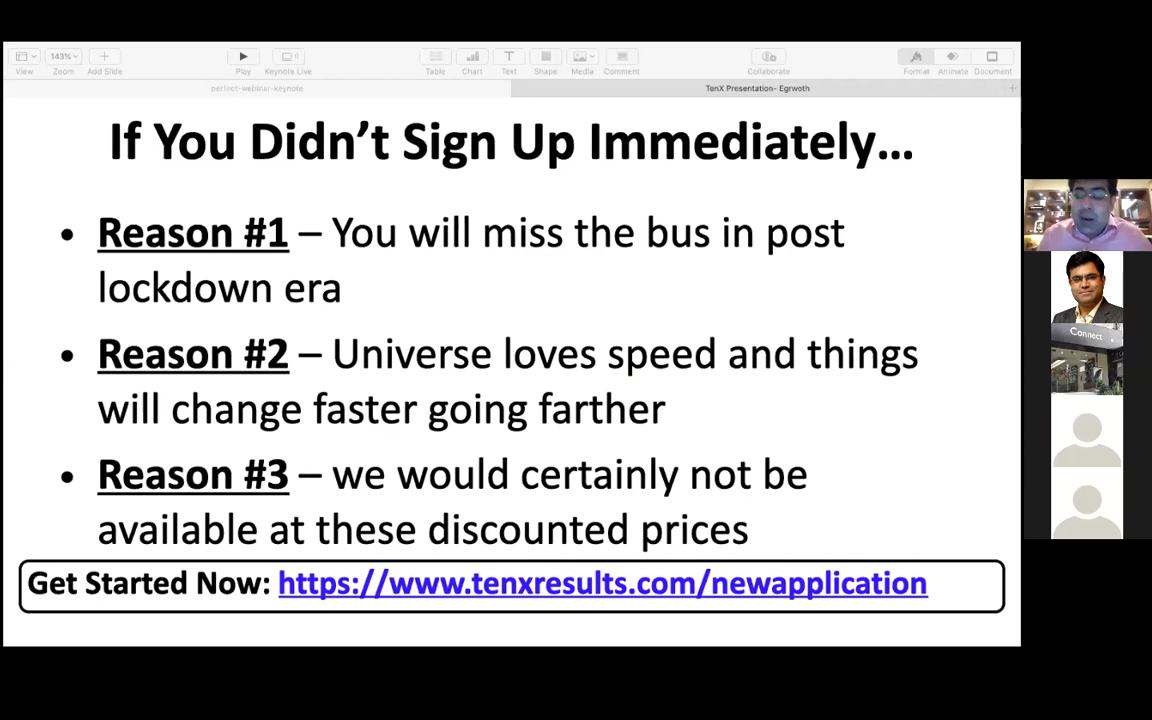 143%
View
Zoom
Add Slide
Play
Keynote Live
Table
Chart
Text
Shape
Media
Comment
Collaborate
Format
Animate
Document
perfect-webinar-keynote
TenX Presentation- Egrwoth
If You Didn’t Sign Up Immediately…
• Reason #1 – You will miss the bus in post
lockdown era
• Reason #2 – Universe loves speed and things
will change faster going farther
• Reason #3 – we would certainly not be
available at these discounted prices
Get Started Now: https://www.tenxresults.com/newapplication
Connect